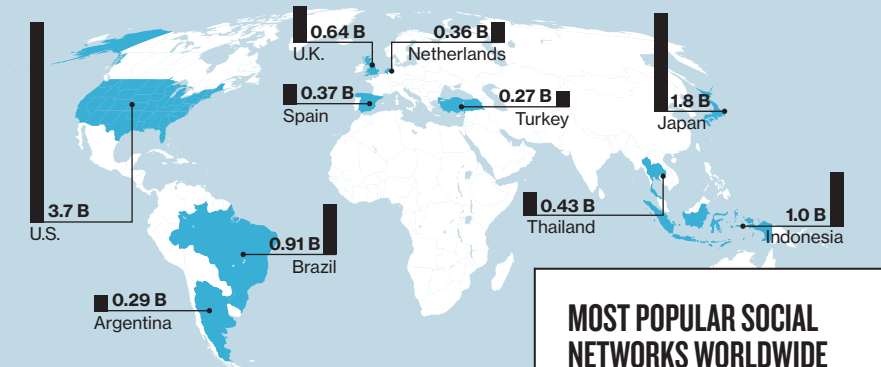 0.64 B
U.K.
0.36 B
Netherlands
0.37 B
Spain
0.27 B
Turkey
1.8 B
Japan
3.7 B
U.S.
0.43 B
Thailand
1.0 B
Indonesia
0.91 B
Brazil
0.29 B
Argentina
MOST POPULAR SOCIAL
NETWORKS WORLDWIDE